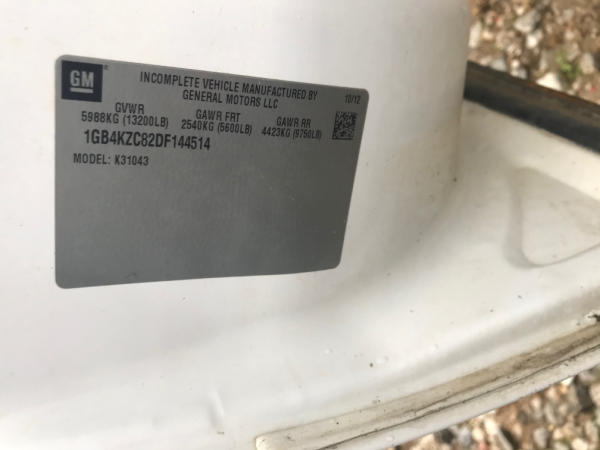 GM
INCOMPLETE VEHICLE MANUFACTURED BY
GENERAL MOTORS LLC
10/12
GVWR GAWR FRT GAWR RR
5988KG (13200LB) 2540KG (5600LB) 4423KG (9750LB)
1GB4KZC82DF144514
MODEL: K31043